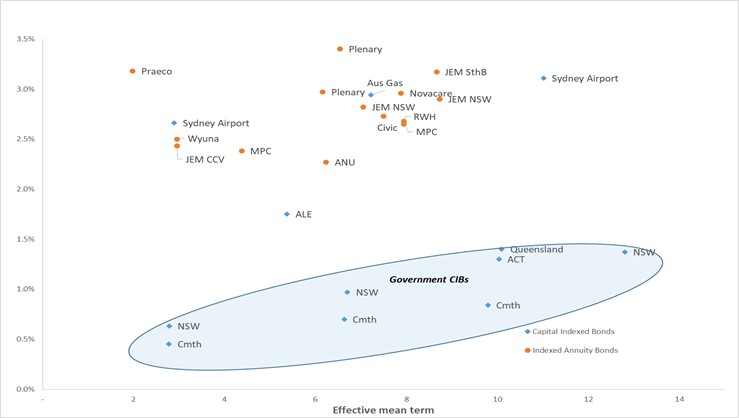 3.5%
Plenary
Praeco
JEM SthB
Aus Gas
Sydney Airport
3.0%
Plenary
Novacare
JEM NSW
JEM NSW
Sydney Airport
Civic
RWH
Wyuna
MPC
2.5%
JEM CCV
MPC
ANU
2.0%
ALE
1.5%
Queensland
NSW
ACT
Government CIBs
1.0%
NSW
Cmth
Cmth
NSW
0.5%
Cmth
Capital Indexed Bonds
Indexed Annuity Bonds
0.0%
- 2 4 6 8 10 12 14
Effective mean term